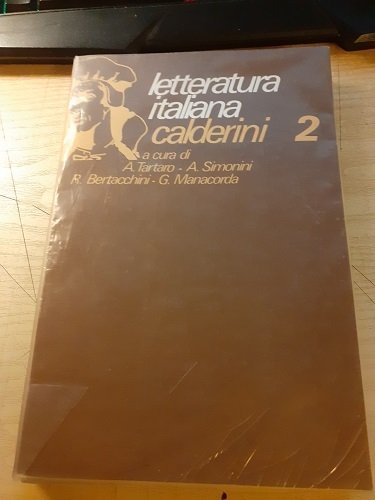 letteratura
italiana
calderini 2
a cura di
A. Tartaro - A. Simonini
R. Bertacchini - G. Manacorda